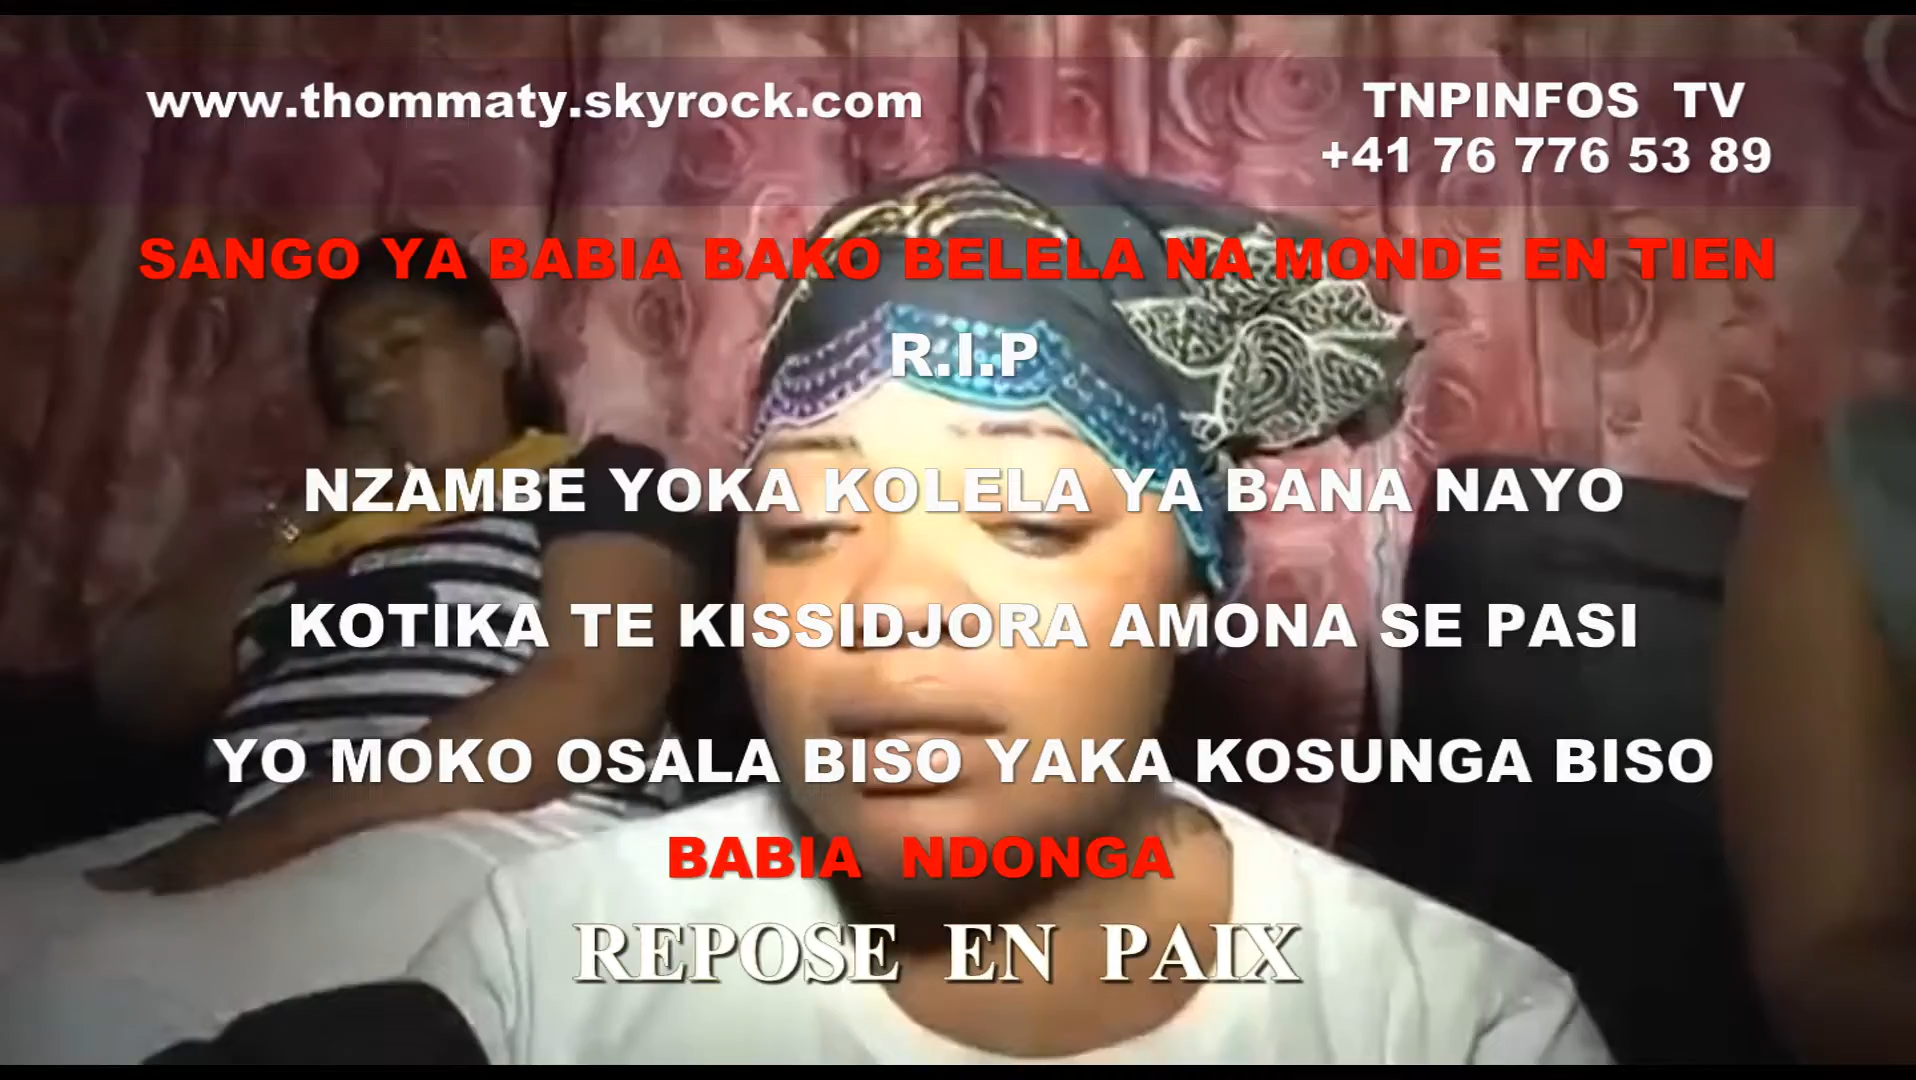 www.thommaty.skyrock.com
TNPINFOS TV
+41 76 776 53 89
SANGO YA BABIA BAKO BELELA NA MONDE EN TIEN
R.I.P
NZAMBE YOKA KOLELA YA BANA NAYO
KOTIKA TE KISSIDJORA AMONA SE PASI
YO MOKO OSALA BISO YAKA KOSUNGA BISO
BABIA NDONGA
REPOSE EN PAIX